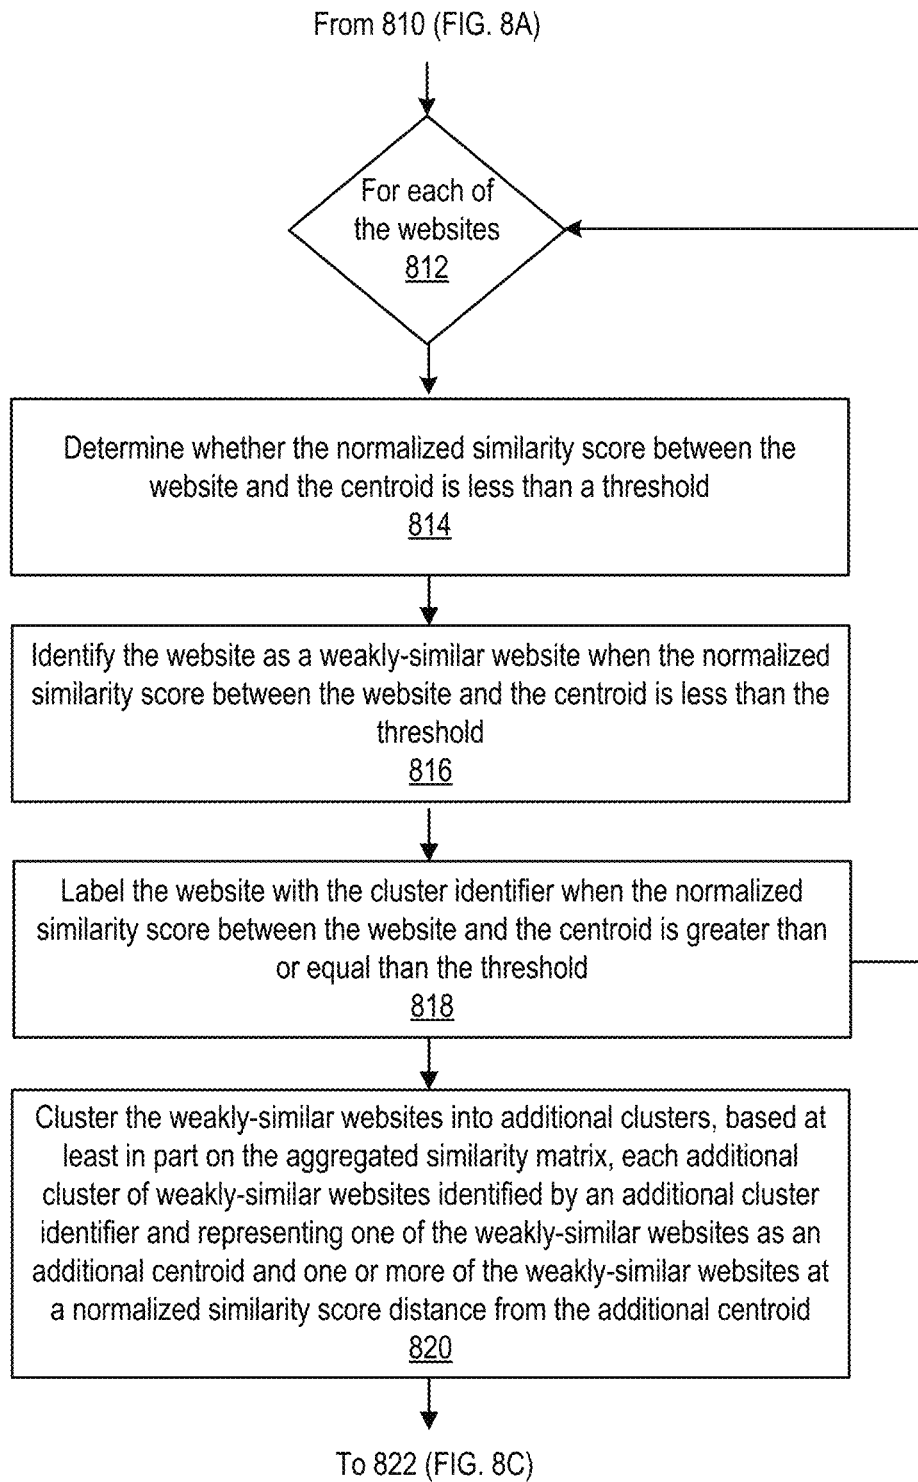 From 810 (FIG. 8A)
For each of
the websites
812
Determine whether the normalized similarity score between the
website and the centroid is less than a threshold
814
Identify the website as a weakly-similar website when the normalized
similarity score between the website and the centroid is less than the
threshold
816
Label the website with the cluster identifier when the normalized
similarity score between the website and the centroid is greater than
or equal than the threshold
818
Cluster the weakly-similar websites into additional clusters, based at
least in part on the aggregated similarity matrix, each additional
cluster of weakly-similar websites identified by an additional cluster
identifier and representing one of the weakly-similar websites as an
additional centroid and one or more of the weakly-similar websites at
a normalized similarity score distance from the additional centroid
820
To 822 (FIG. 8C)